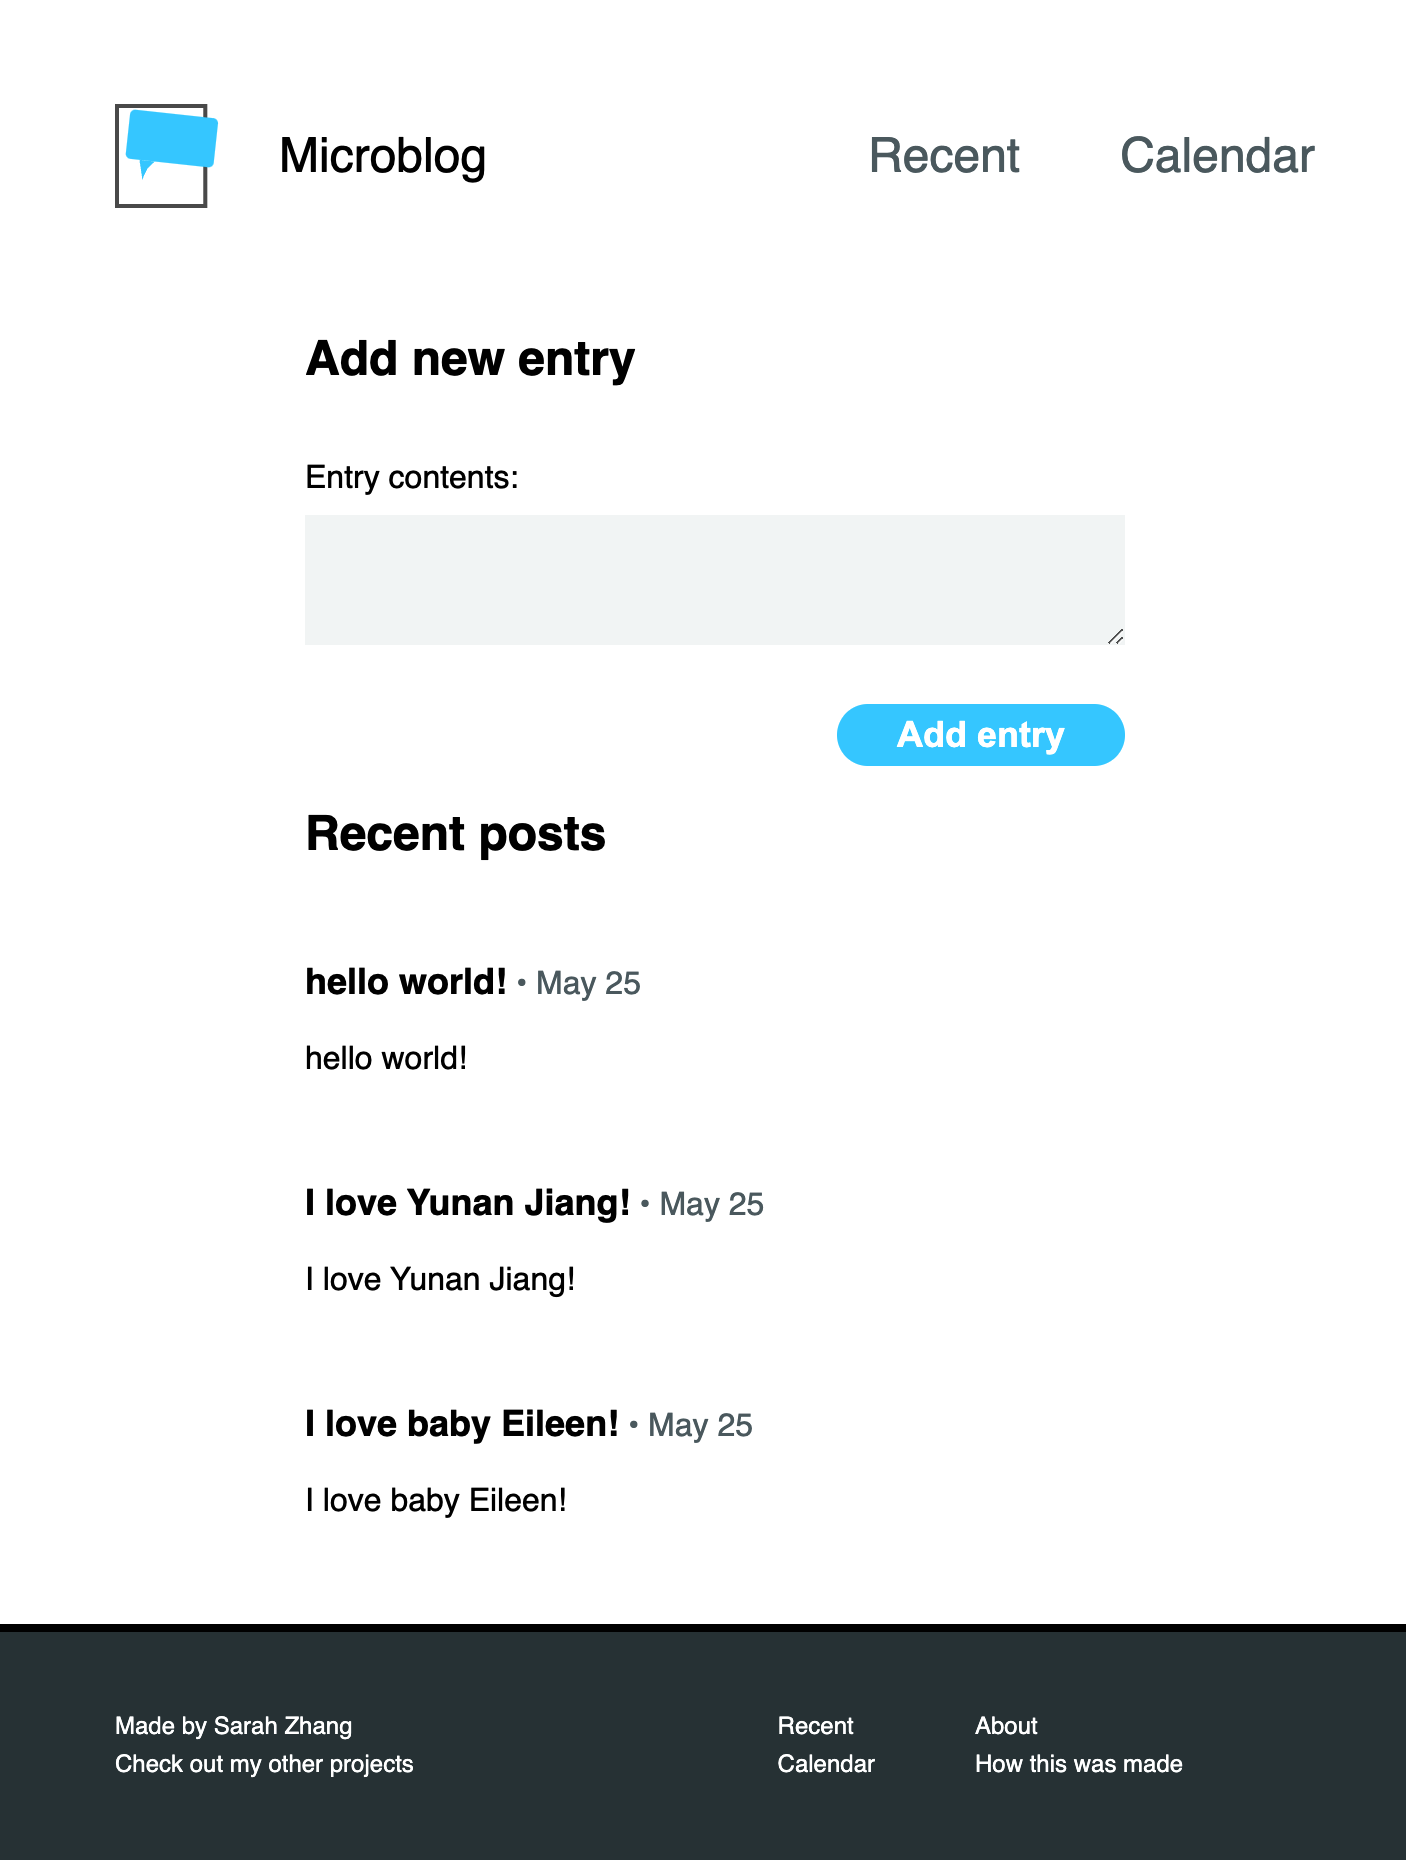 Microblog
Recent
Calendar
Add new entry
Entry contents:
Add entry
Recent posts
hello world! • May 25
hello world!
I love Yunan Jiang! • May 25
I love Yunan Jiang!
I love baby Eileen! • May 25
I love baby Eileen!
Made by Sarah Zhang
Check out my other projects
Recent
Calendar
About
How this was made